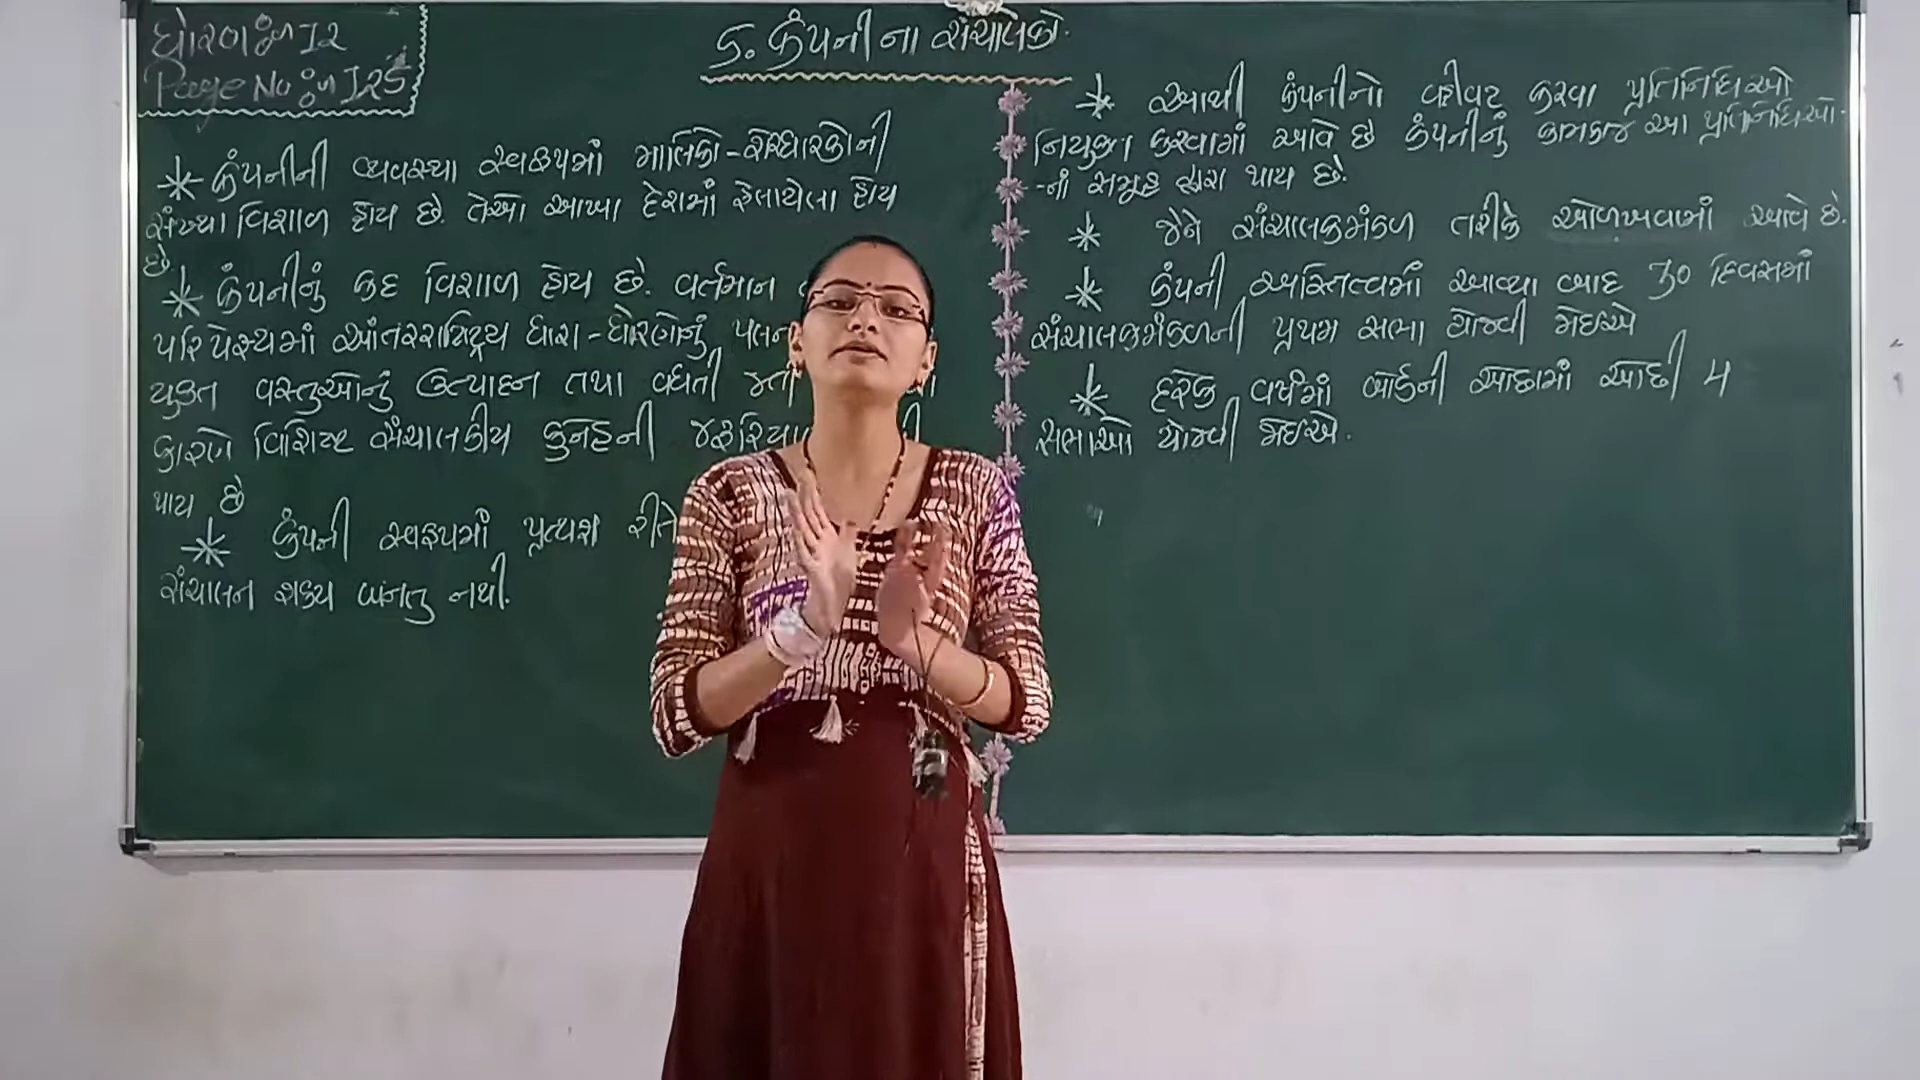 ધોરણ ઃ 12
Page No ઃ 125
5. કંપનીના સંચાલકો.
* કંપનીની વ્યવસ્થા સ્વરૂપમાં માલિકો-શેરધારકોની
સંખ્યા વિશાળ હોય છે. તેઓ આખા દેશમાં ફેલાયેલા હોય
છે.
* કંપનીનું કદ વિશાળ હોય છે. વર્તમાન
પરિપેક્ષ્યમાં આંતરરાષ્ટ્રિય ધારા-ધોરણોનું
યુક્ત વસ્તુઓનું ઉત્પાદન તથા વધતી જતી
કારણે વિશિષ્ટ સંચાલકીય કુનેહની
થાય છે
* કંપની સ્વરૂપમાં પ્રત્યક્ષ રીતે
સંચાલન શક્ય બનતુ નથી.
* આથી કંપનીનો વહીવટ કરવા પ્રતિનિધિઓ
નિયુક્ત કરવામાં આવે છે કંપનીનું કામકાજ આ પ્રતિનિધિઓ-
-નાં સમૂહ દ્વારા થાય છે.
* જેને સંચાલકમંડળ તરીકે ઓળખવામાં આવે છે.
* કંપની અસ્તિત્વમાં આવ્યા બાદ 30 દિવસમાં
સંચાલકમંડળની પ્રથમ સભા યોજવી જોઇએ
* દરેક વર્ષમાં બોર્ડની ઓછામાં ઓછી 4
સભાઓ યોજવી જોઇએ.